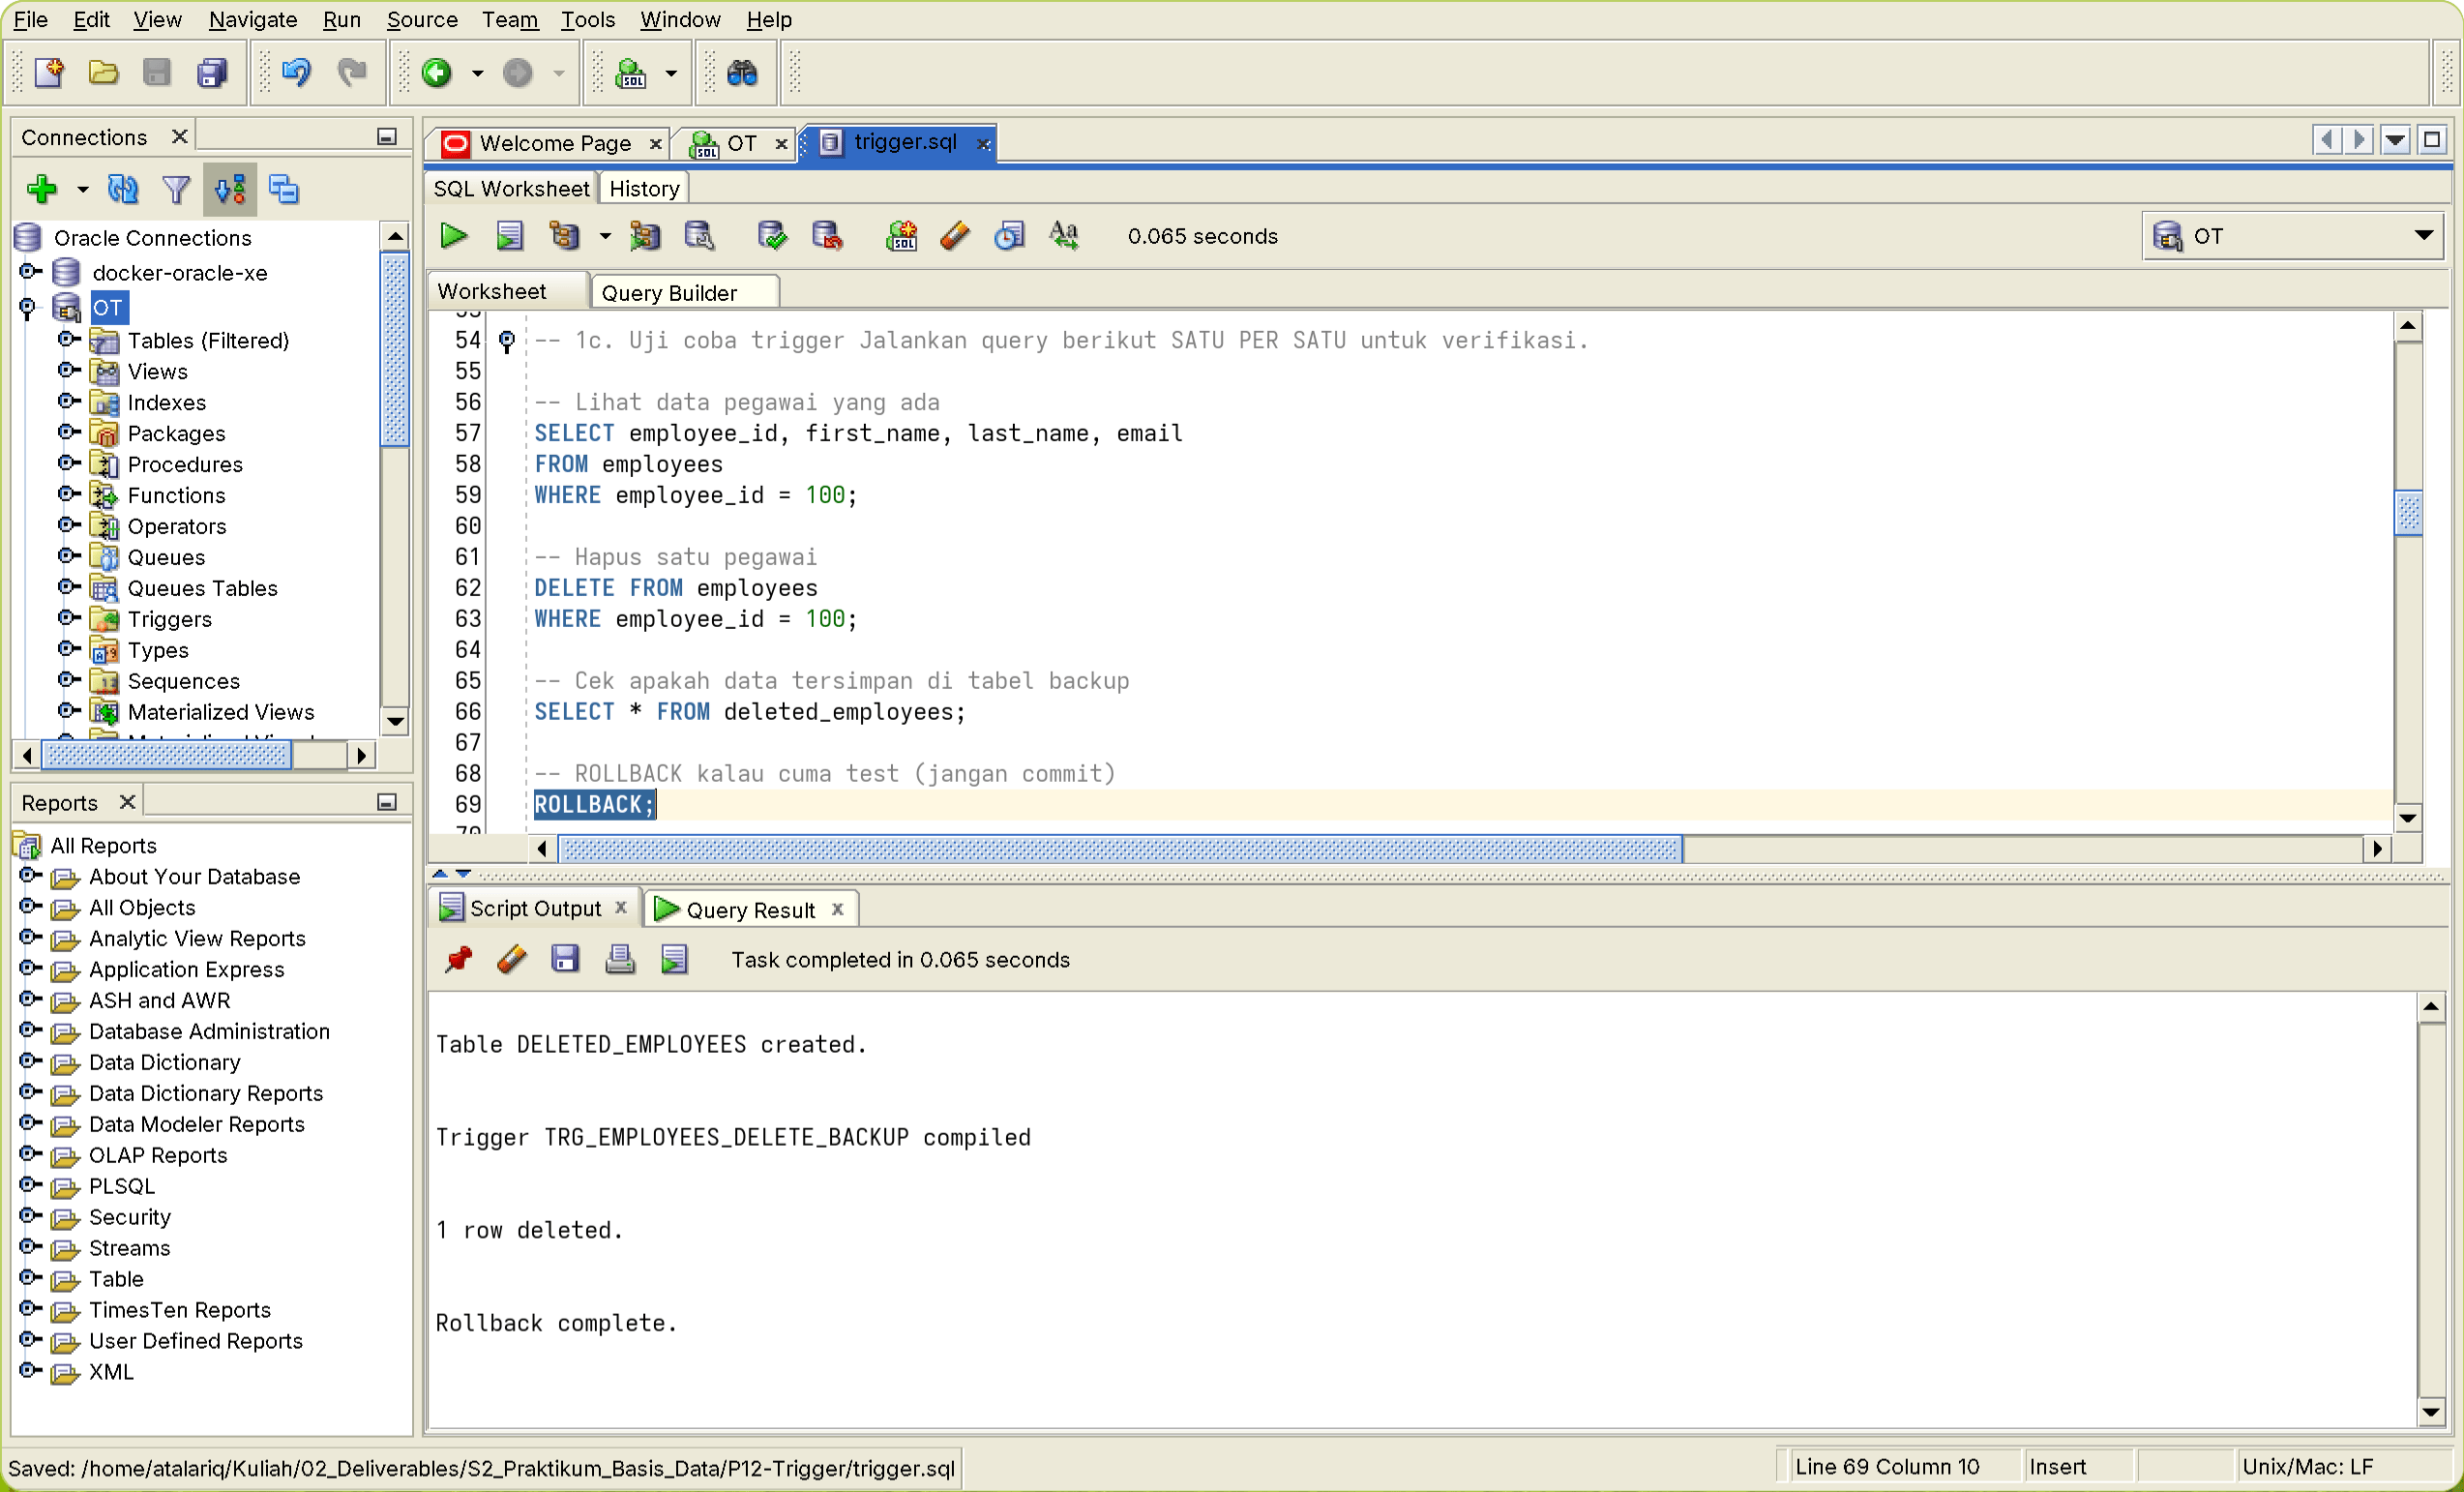 File Edit View Navigate Run Source Team Tools Window Help
Connections
Oracle Connections
docker-oracle-xe
OT
Tables (Filtered)
Views
Indexes
Packages
Procedures
Functions
Operators
Queues
Queues Tables
Triggers
Types
Sequences
Materialized Views
Reports
All Reports
About Your Database
All Objects
Analytic View Reports
Application Express
ASH and AWR
Database Administration
Data Dictionary
Data Dictionary Reports
Data Modeler Reports
OLAP Reports
PLSQL
Security
Streams
Table
TimesTen Reports
User Defined Reports
XML
Welcome Page OT trigger.sql
SQL Worksheet History
0.065 seconds
OT
Worksheet Query Builder
54 -- 1c. Uji coba trigger Jalankan query berikut SATU PER SATU untuk verifikasi.
55
56 -- Lihat data pegawai yang ada
57 SELECT employee_id, first_name, last_name, email
58 FROM employees
59 WHERE employee_id = 100;
60
61 -- Hapus satu pegawai
62 DELETE FROM employees
63 WHERE employee_id = 100;
64
65 -- Cek apakah data tersimpan di tabel backup
66 SELECT * FROM deleted_employees;
67
68 -- ROLLBACK kalau cuma test (jangan commit)
69 ROLLBACK;
Script Output Query Result
Task completed in 0.065 seconds
Table DELETED_EMPLOYEES created.
Trigger TRG_EMPLOYEES_DELETE_BACKUP compiled
1 row deleted.
Rollback complete.
Saved: /home/atalariq/Kuliah/02_Deliverables/S2_Praktikum_Basis_Data/P12-Trigger/trigger.sql
Line 69 Column 10 Insert Unix/Mac: LF